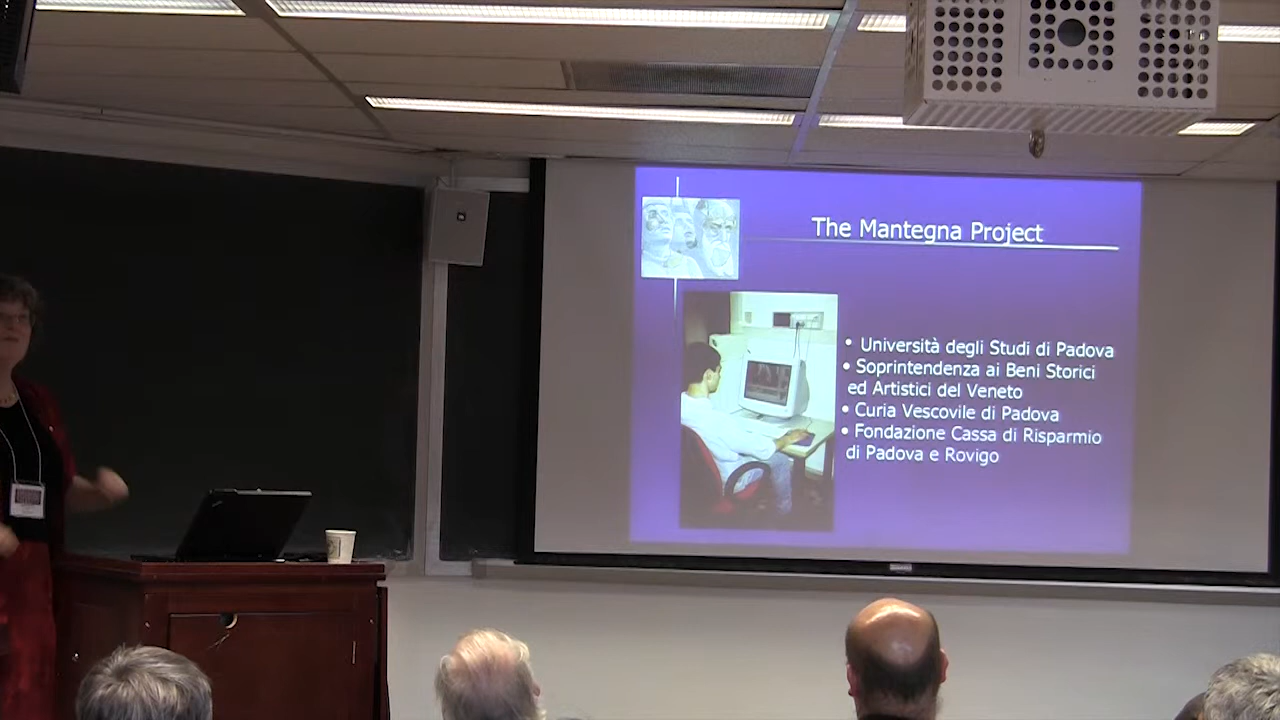 The Mantegna Project
• Università degli Studi di Padova
• Soprintendenza ai Beni Storici
ed Artistici del Veneto
• Curia Vescovile di Padova
• Fondazione Cassa di Risparmio
di Padova e Rovigo